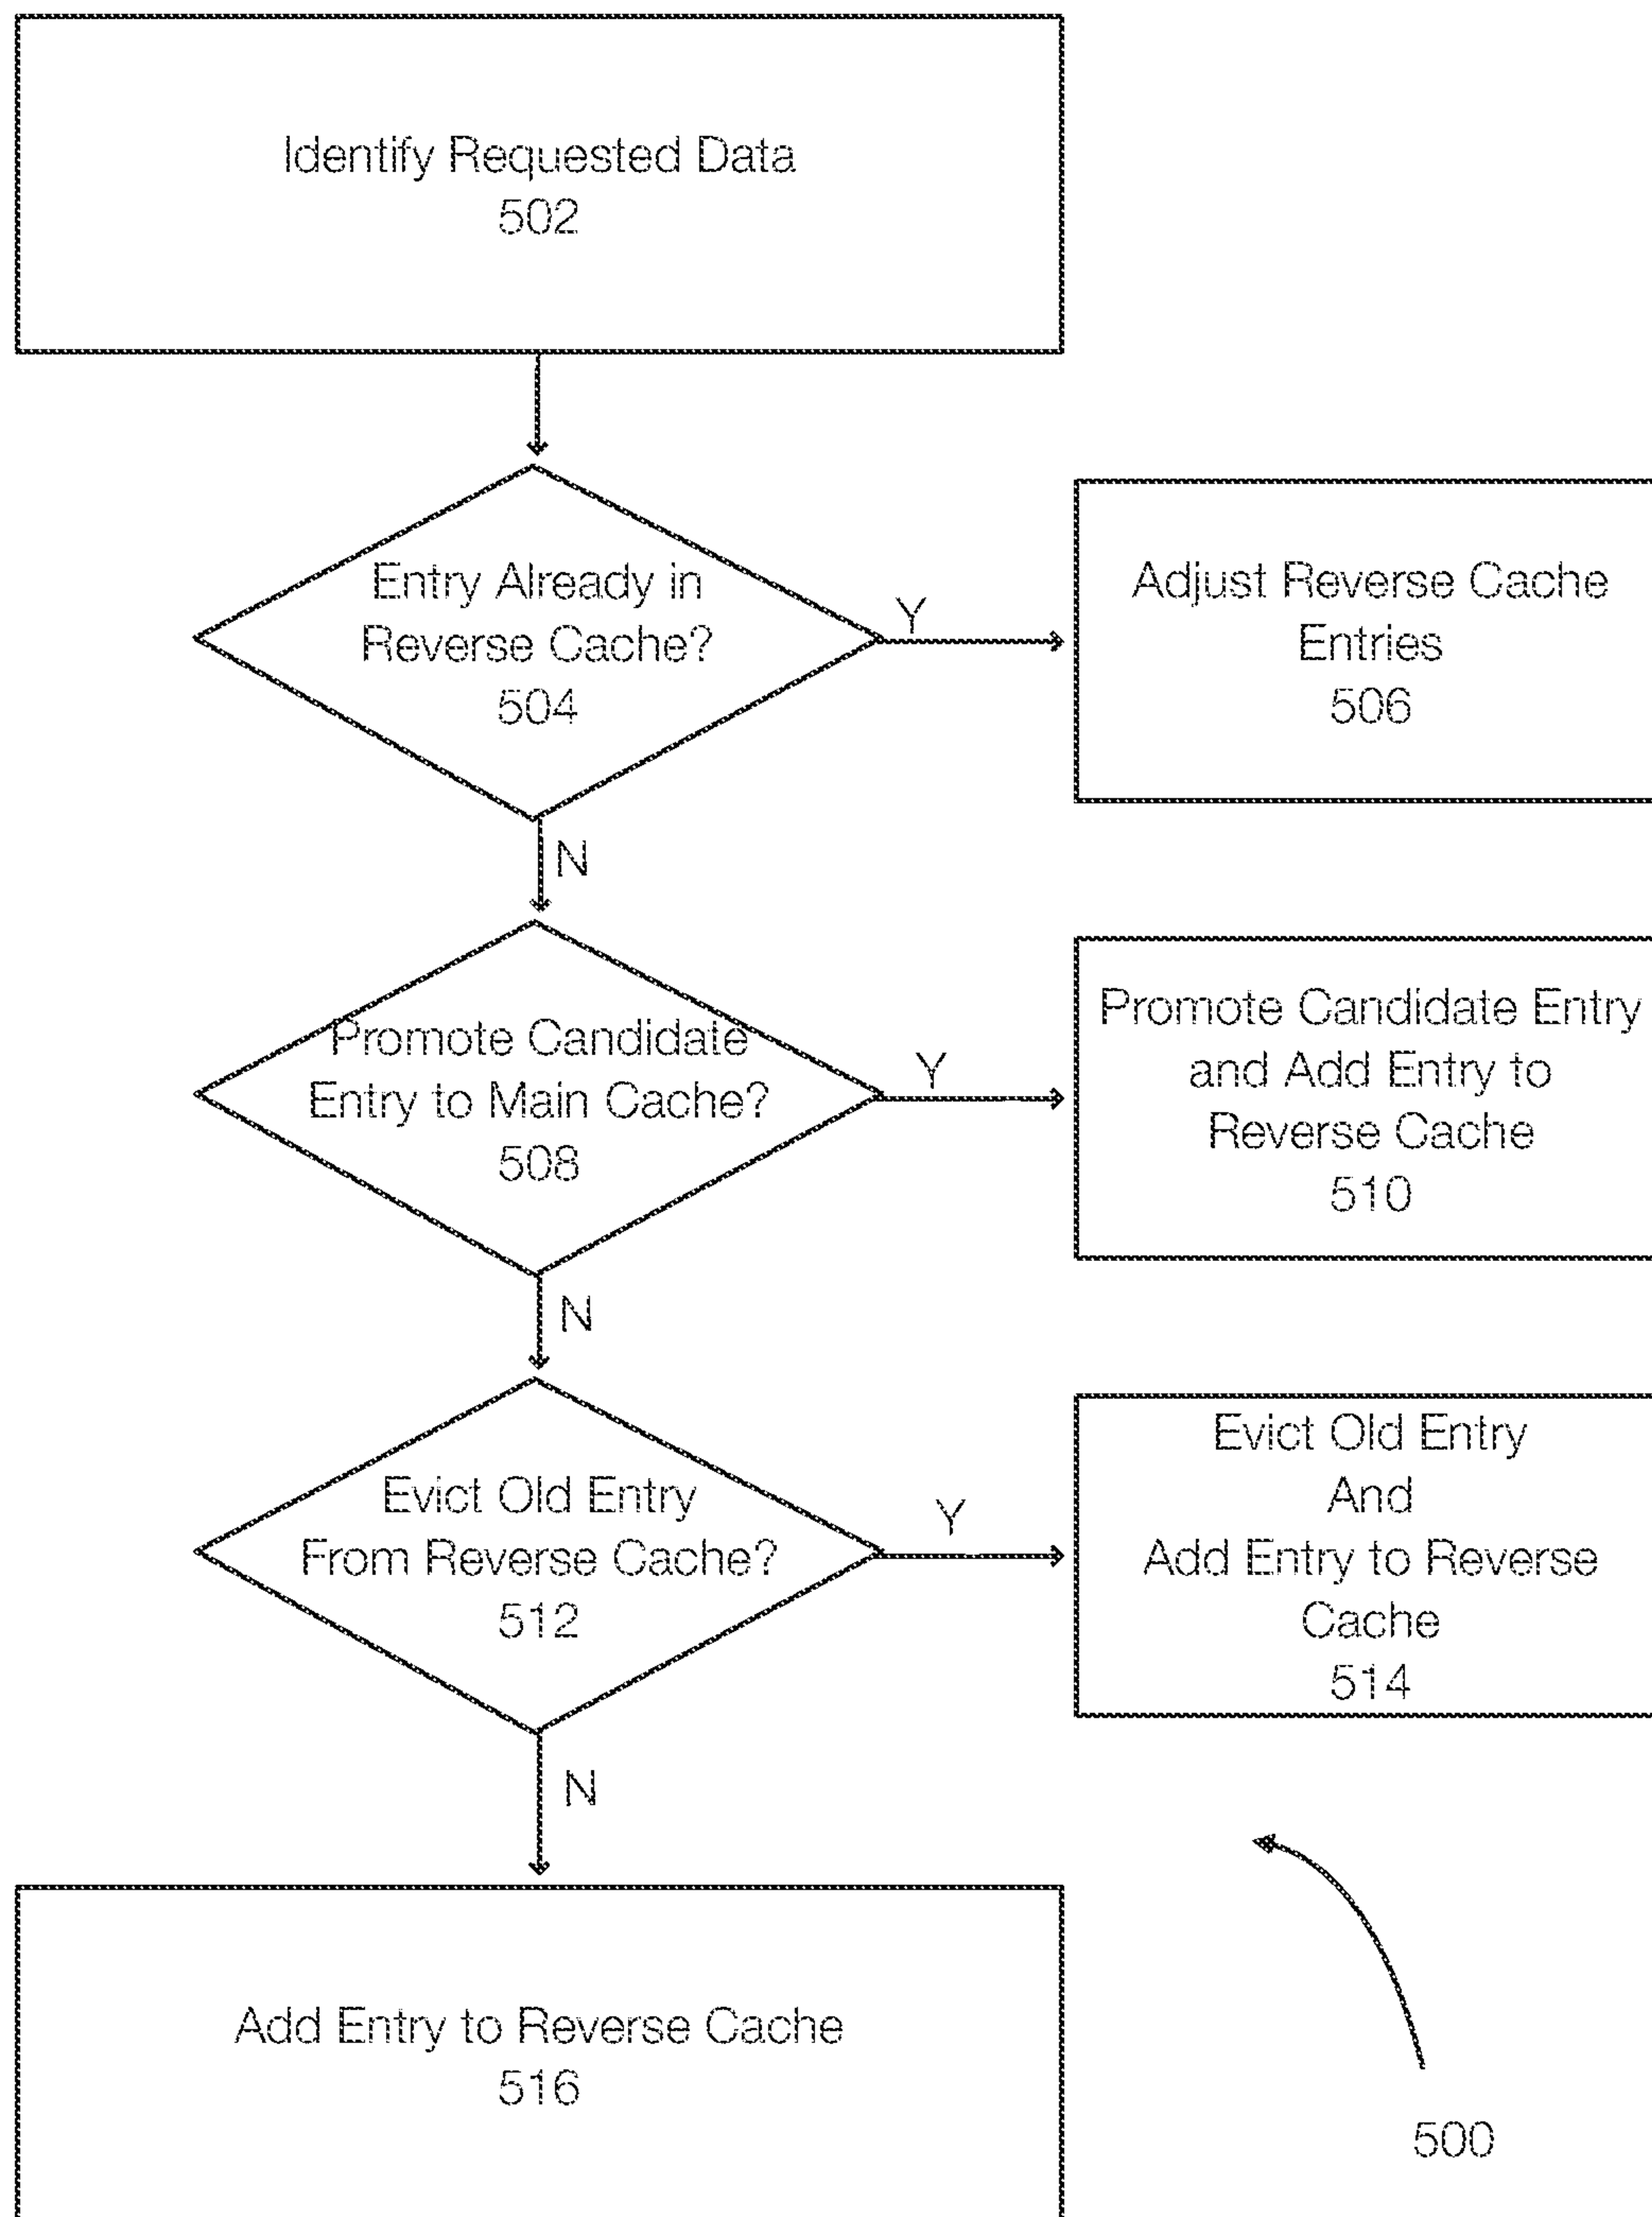 Identify Requested Data
502
Entry Already in
Reverse Cache?
504
Y
Adjust Reverse Cache
Entries
506
N
Promote Candidate
Entry to Main Cache?
508
Y
Promote Candidate Entry
and Add Entry to
Reverse Cache
510
N
Evict Old Entry
From Reverse Cache?
512
Y
Evict Old Entry
And
Add Entry to Reverse
Cache
514
N
Add Entry to Reverse Cache
516
500